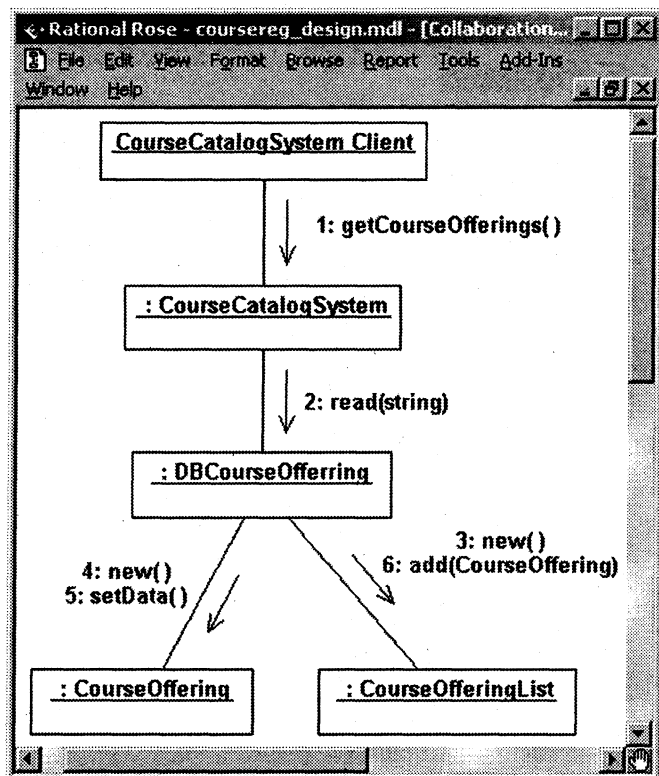 Rational Rose - coursereg_design.mdl - [Collaboration...
File Edit View Format Browse Report Tools Add-Ins
Window Help
CourseCatalogSystem Client
1: getCourseOfferings( )
: CourseCatalogSystem
2: read(string)
: DBCourseOfferring
3: new( )
6: add(CourseOffering)
4: new( )
5: setData( )
: CourseOffering
: CourseOfferingList